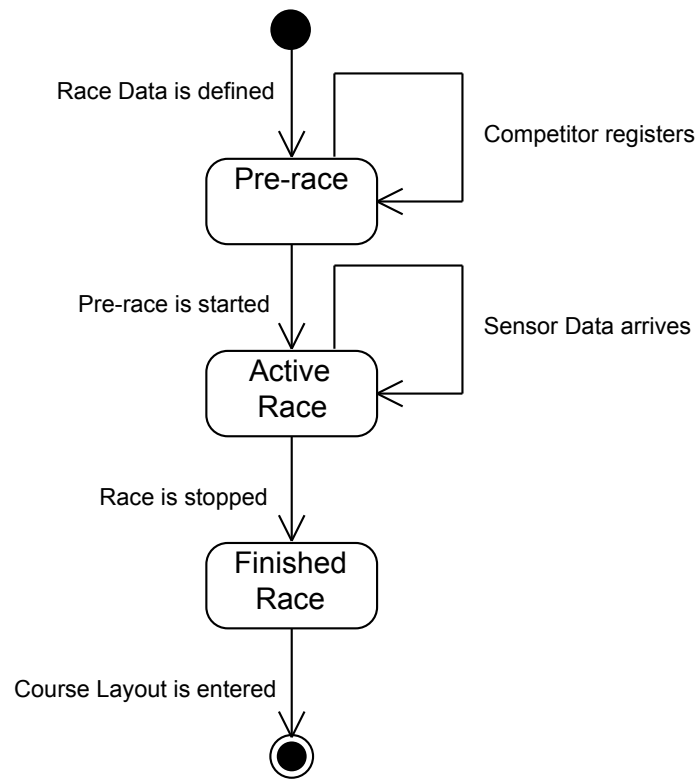 Race Data is defined
Competitor registers
Pre-race
Pre-race is started
Sensor Data arrives
Active
Race
Race is stopped
Finished
Race
Course Layout is entered